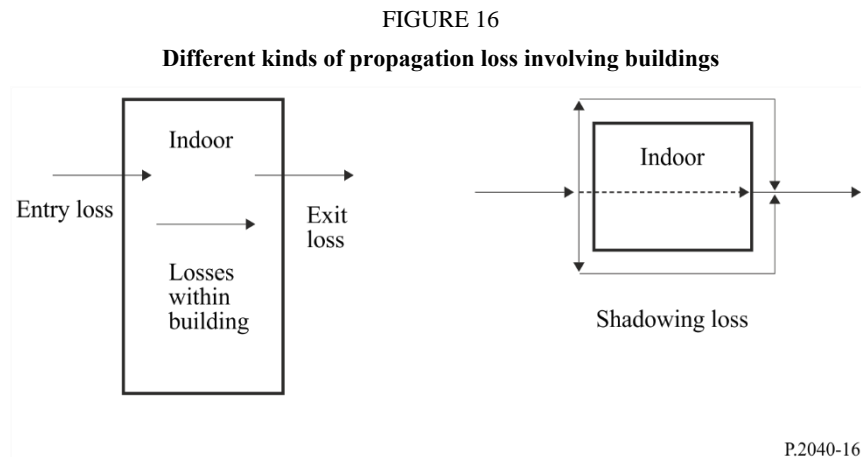 FIGURE 16
Different kinds of propagation loss involving buildings
Indoor
Entry loss
Exit
loss
Losses
within
building
Indoor
Shadowing loss
P.2040-16